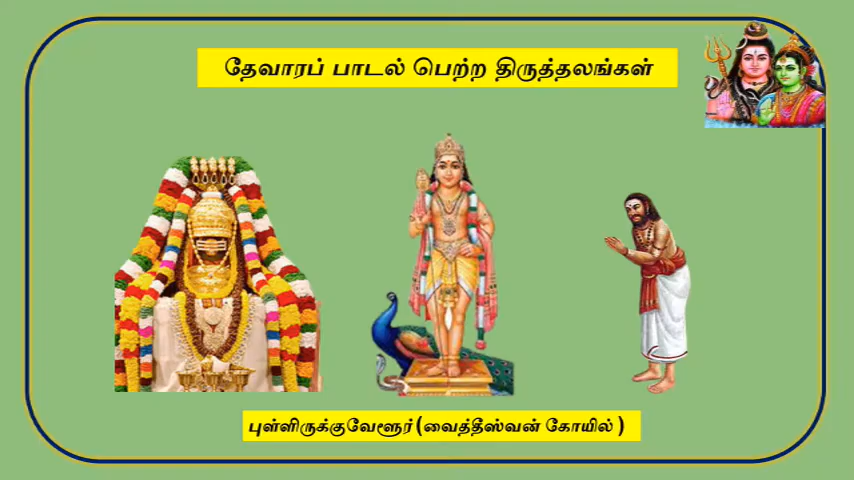 தேவாரப் பாடல் பெற்ற திருத்தலங்கள்
புள்ளிருக்குவேளூர் (வைத்தீஸ்வன் கோயில் )